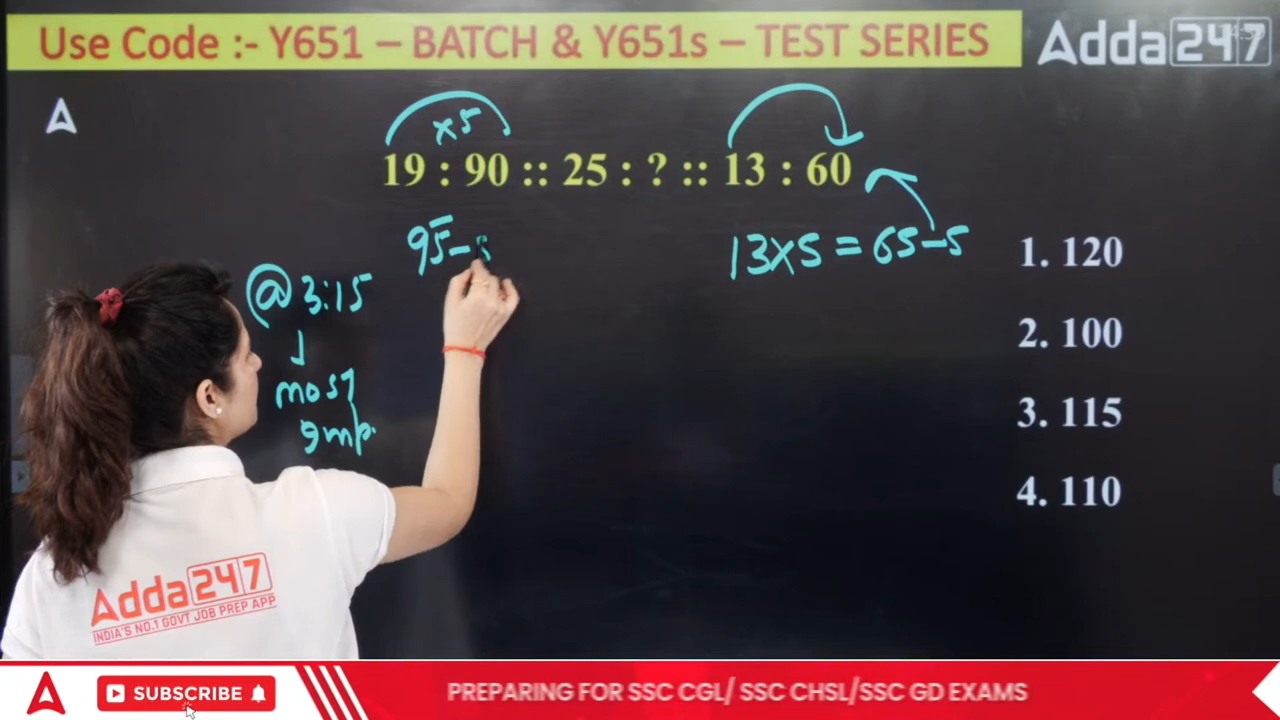 Use Code :- Y651 – BATCH & Y651s – TEST SERIES
Adda247
×5
19 : 90 :: 25 : ? :: 13 : 60
95-5
13×5 = 65-5
@ 3:15
most
gmp.
1. 120
2. 100
3. 115
4. 110
Adda247
INDIA'S NO.1 GOVT JOB PREP APP
SUBSCRIBE
PREPARING FOR SSC CGL/ SSC CHSL/SSC GD EXAMS